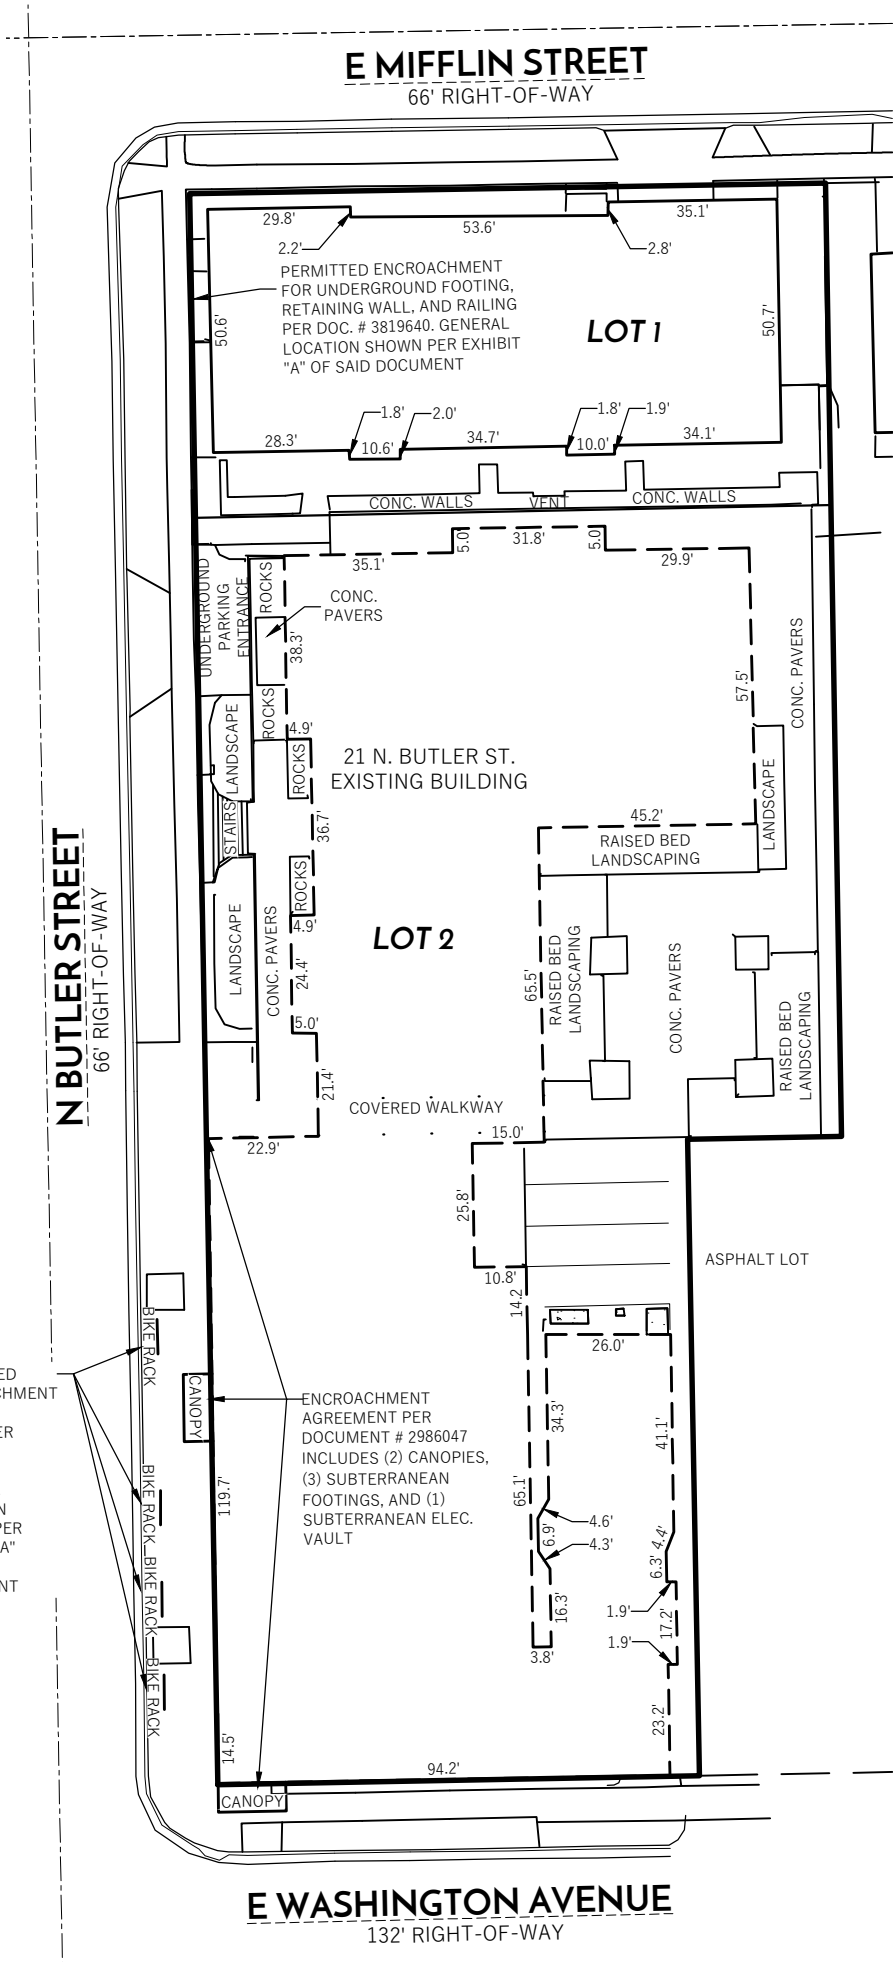 E MIFFLIN STREET
66' RIGHT-OF-WAY
29.8'
53.6'
35.1'
2.2'
2.8'
PERMITTED ENCROACHMENT
FOR UNDERGROUND FOOTING,
RETAINING WALL, AND RAILING
PER DOC. # 3819640. GENERAL
LOCATION SHOWN PER EXHIBIT
"A" OF SAID DOCUMENT
50.6'
LOT 1
50.7'
1.8'
2.0'
1.8'
1.9'
28.3'
10.6'
34.7'
10.0'
34.1'
CONC. WALLS
VENT
CONC. WALLS
35.1'
5.0'
31.8'
5.0'
29.9'
UNDERGROUND
PARKING
ENTRANCE
ROCKS
CONC.
PAVERS
38.3'
ROCKS
57.5'
CONC. PAVERS
LANDSCAPE
4.9'
ROCKS
21 N. BUTLER ST.
EXISTING BUILDING
STAIRS
36.7'
45.2'
RAISED BED
LANDSCAPING
LANDSCAPE
ROCKS
4.9'
N BUTLER STREET
66' RIGHT-OF-WAY
LANDSCAPE
CONC. PAVERS
LOT 2
24.4'
65.5'
RAISED BED
LANDSCAPING
CONC. PAVERS
RAISED BED
LANDSCAPING
5.0'
21.4'
COVERED WALKWAY
22.9'
15.0'
25.8'
10.8'
14.2
ASPHALT LOT
26.0'
BIKE RACK
ED
CHMENT
ER
N
PER
A"
NT
CANOPY
ENCROACHMENT
AGREEMENT PER
DOCUMENT # 2986047
INCLUDES (2) CANOPIES,
(3) SUBTERRANEAN
FOOTINGS, AND (1)
SUBTERRANEAN ELEC.
VAULT
34.3'
41.1'
119.7'
65.1'
BIKE RACK
4.6'
6.9'
4.3'
4.4'
6.3'
BIKE RACK
16.3'
1.9'
17.2'
1.9'
3.8'
BIKE RACK
23.2'
14.5'
94.2'
CANOPY
E WASHINGTON AVENUE
132' RIGHT-OF-WAY